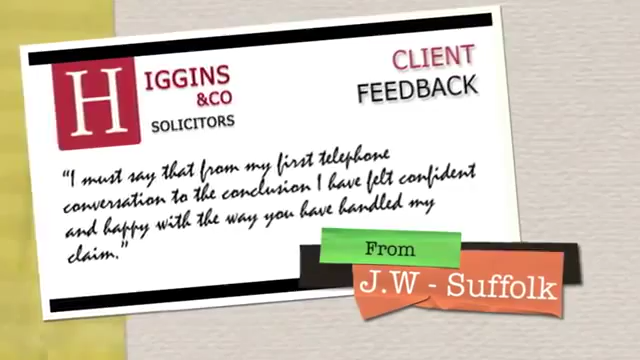 HIGGINS
&CO
SOLICITORS
CLIENT
FEEDBACK
"I must say that from my first telephone
conversation to the conclusion I have felt confident
and happy with the way you have handled my
claim."
From
J.W - Suffolk